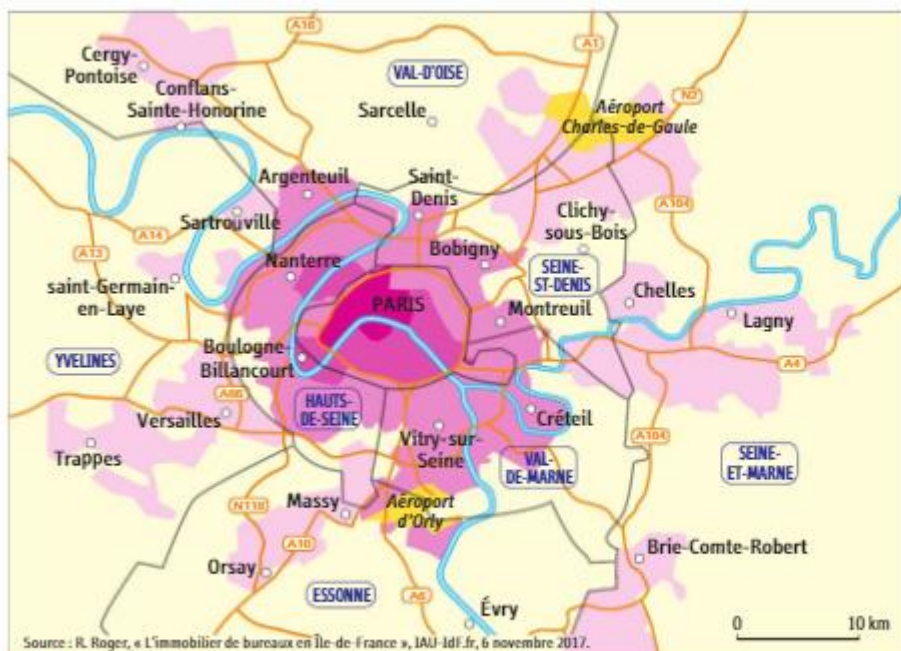 A16
A1
Cergy-
Pontoise
VAL-D'OISE
Conflans-
Sainte-Honorine
Sarcelle
Aéroport
Charles-de-Gaule
N2
Argenteuil
Saint-
Denis
A104
Sartrouville
Clichy-
sous-Bois
A14
A13
Bobigny
Nanterre
SEINE-
ST-DENIS
saint-Germain-
en-Laye
Chelles
PARIS
Montreuil
Lagny
YVELINES
Boulogne-
Billancourt
A4
A86
HAUTS-
DE-SEINE
Versailles
Créteil
Vitry-sur-
Seine
A104
Trappes
VAL-
DE-MARNE
SEINE-
ET-MARNE
Massy
Aéroport
d'Orly
N118
A10
Brie-Comte-Robert
Orsay
ESSONNE
A6
Évry
0 10 km
Source : R. Roger, « L'immobilier de bureaux en Île-de-France », IAU-IdF.fr, 6 novembre 2017.